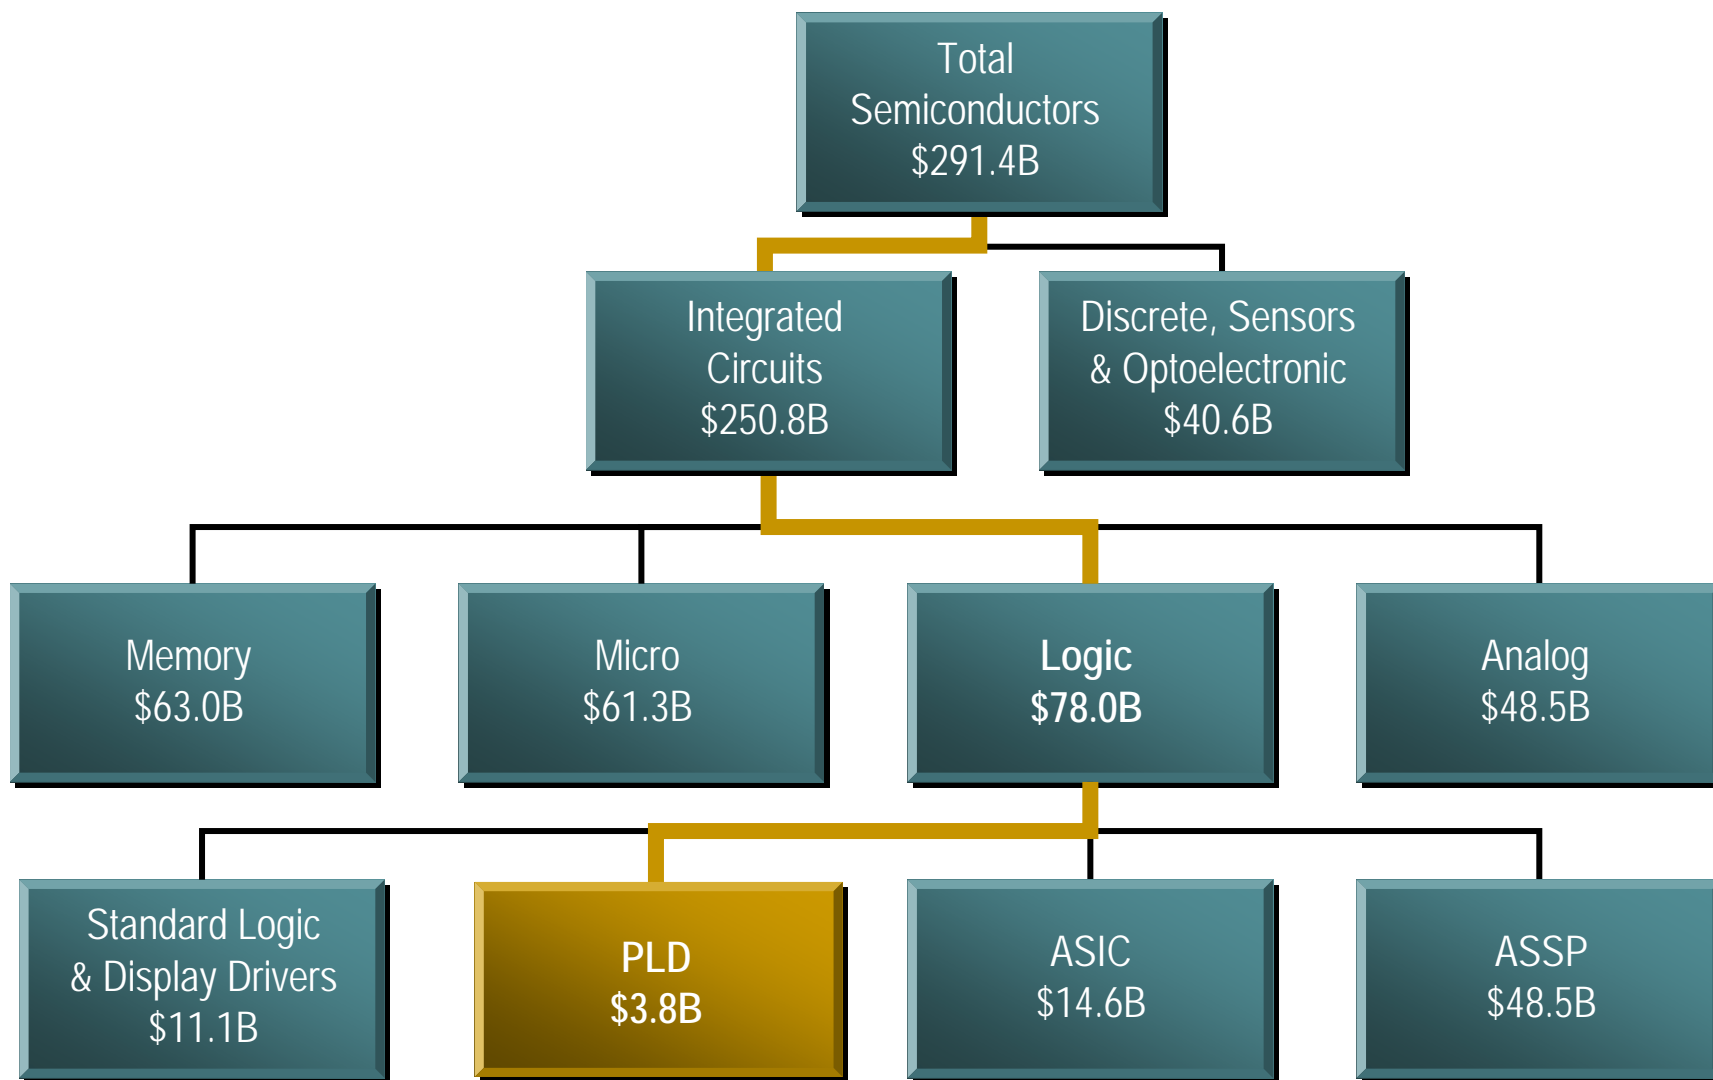 Total
Semiconductors
$291.4B
Integrated
Circuits
$250.8B
Discrete, Sensors
& Optoelectronic
$40.6B
Memory
$63.0B
Micro
$61.3B
Logic
$78.0B
Analog
$48.5B
Standard Logic
& Display Drivers
$11.1B
PLD
$3.8B
ASIC
$14.6B
ASSP
$48.5B